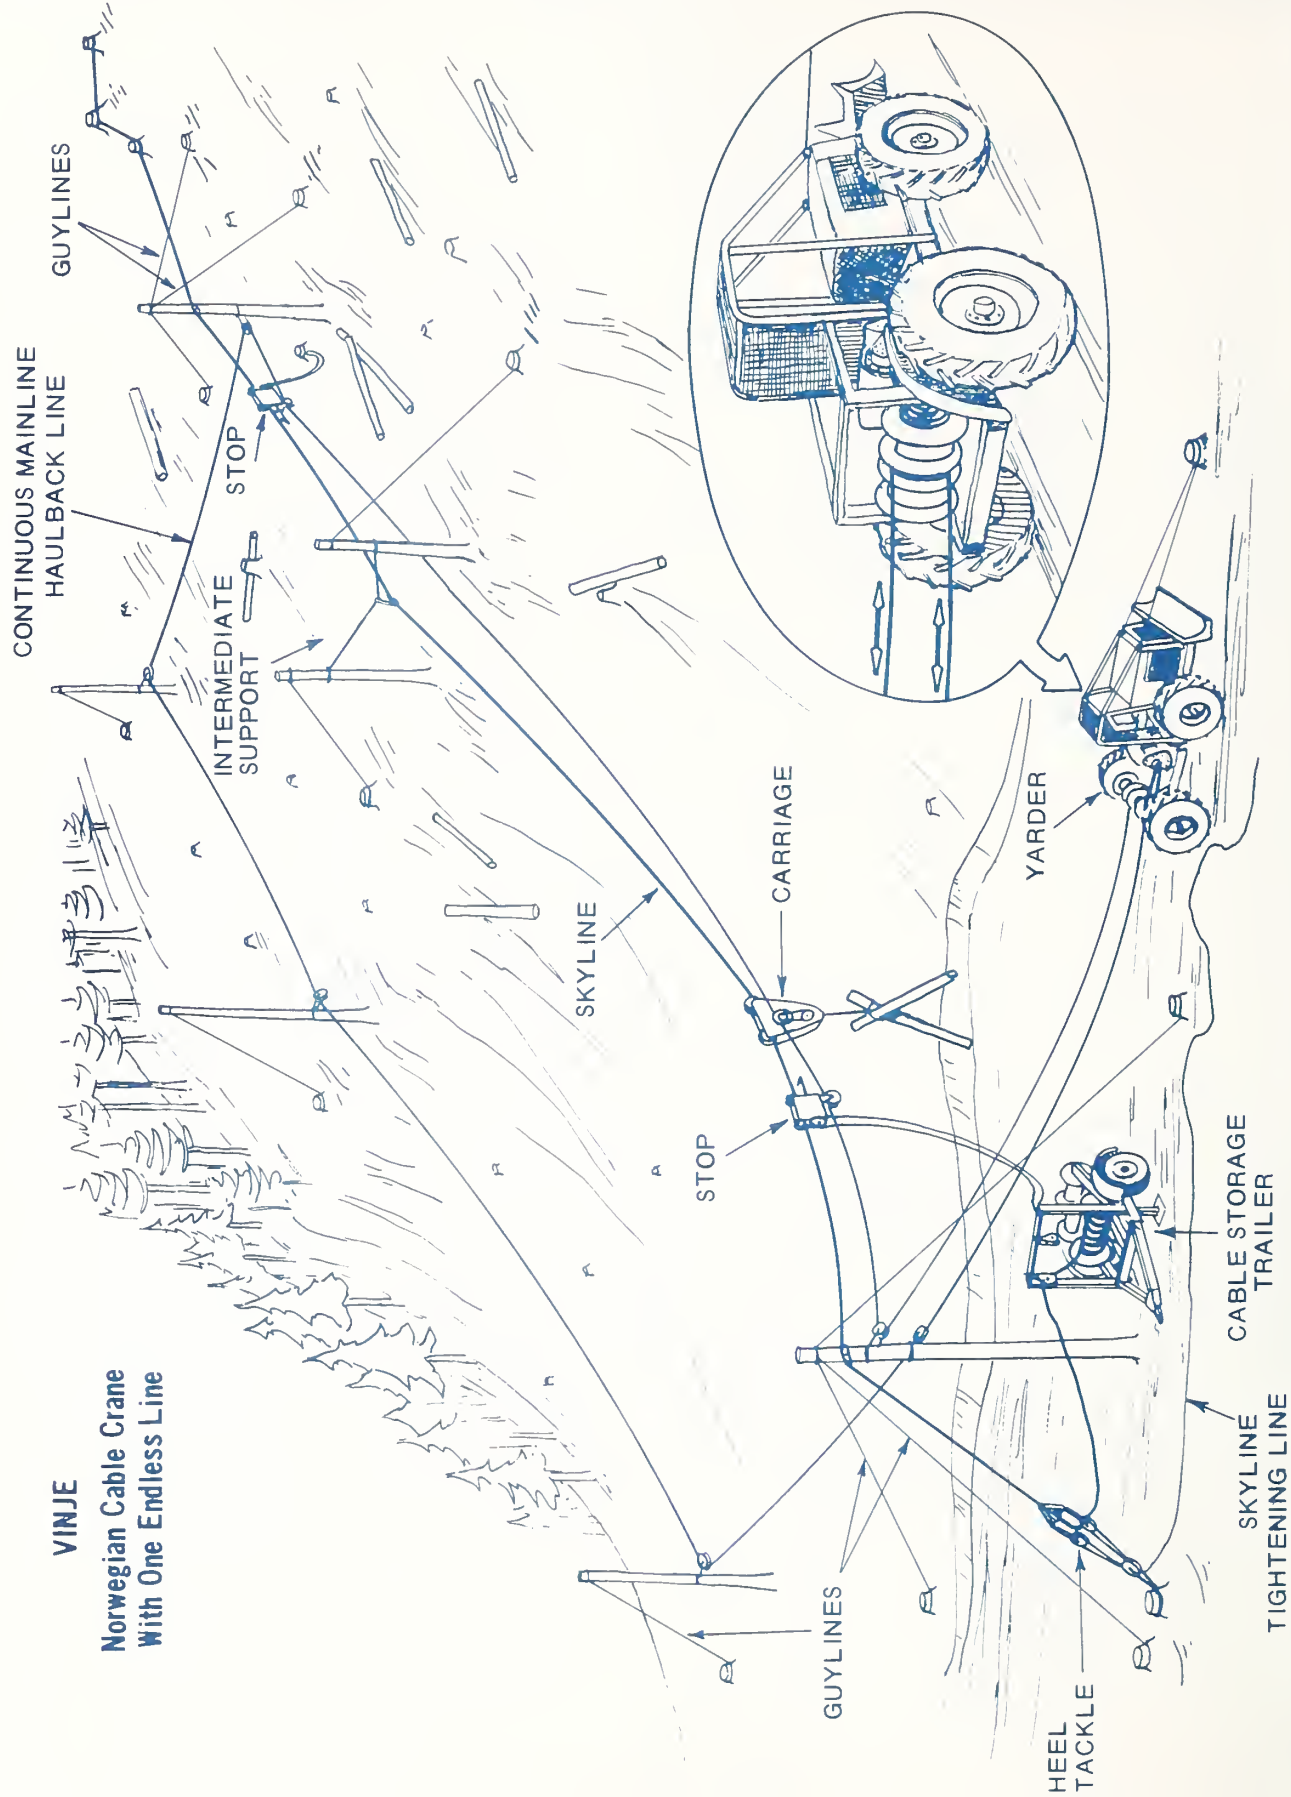 VINJE
Norwegian Cable Crane
With One Endless Line
CONTINUOUS MAINLINE
HAULBACK LINE
GUYLINES
STOP
INTERMEDIATE
SUPPORT
SKYLINE
CARRIAGE
STOP
YARDER
GUYLINES
HEEL
TACKLE
CABLE STORAGE
TRAILER
SKYLINE
TIGHTENING LINE